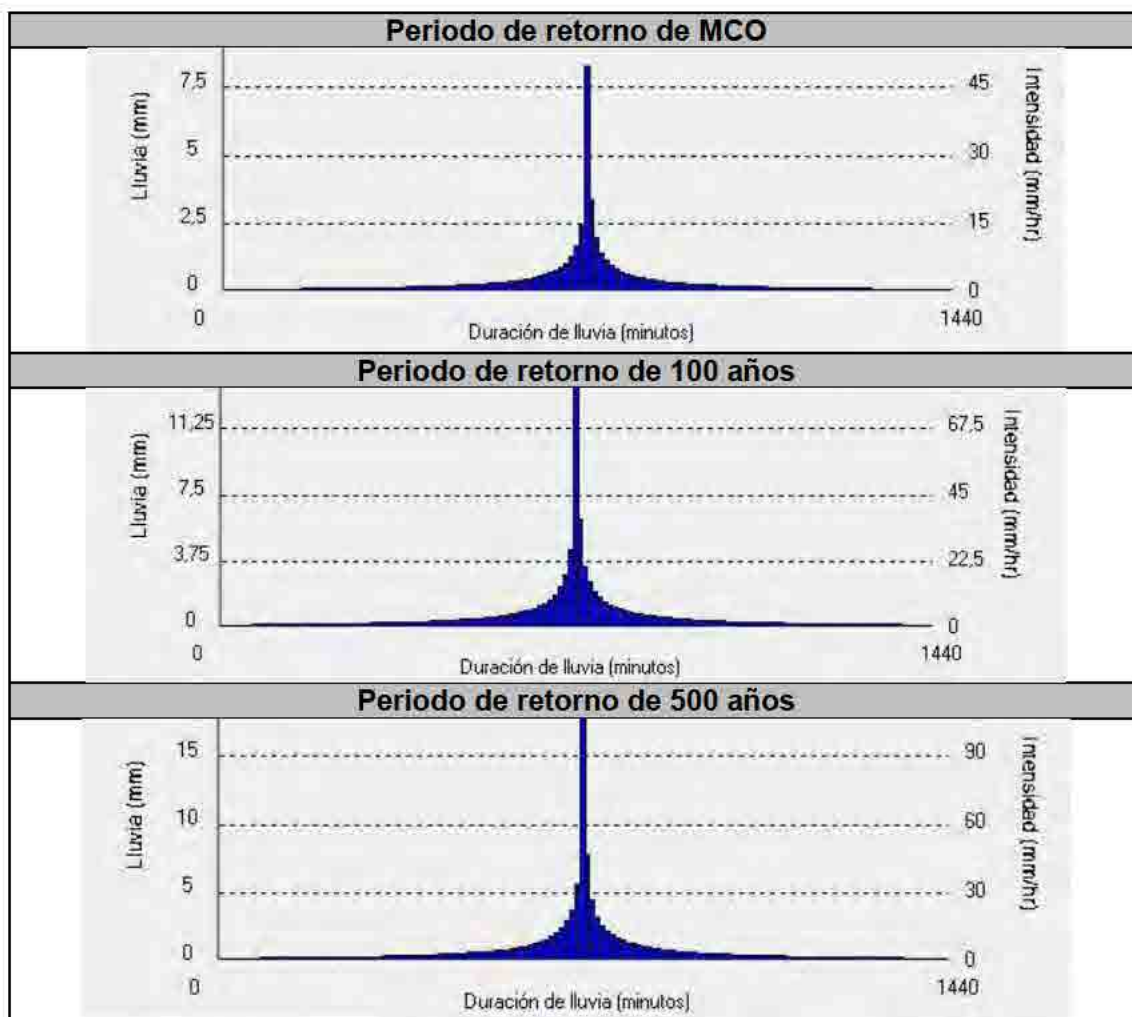 Periodo de retorno de MCO
Lluvia (mm)
7,5
5
2,5
0
45
30
15
0
Intensidad (mm/hr)
0
1440
Duración de lluvia (minutos)
Periodo de retorno de 100 años
Lluvia (mm)
11,25
7,5
3,75
0
67.5
45
22,5
0
Intensidad (mm/hr)
0
1440
Duración de lluvia (minutos)
Periodo de retorno de 500 años
Lluvia (mm)
15
10
5
0
90
60
30
0
Intensidad (mm/hr)
0
1440
Duración de lluvia (minutos)